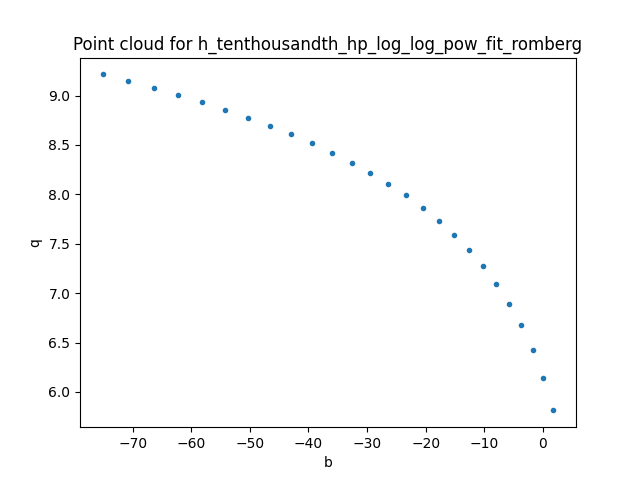 Point cloud for h_tenthousandth_hp_log_log_pow_fit_romberg
9.0
8.5
8.0
7.5
7.0
6.5
6.0
q
−70 −60 −50 −40 −30 −20 −10 0
b